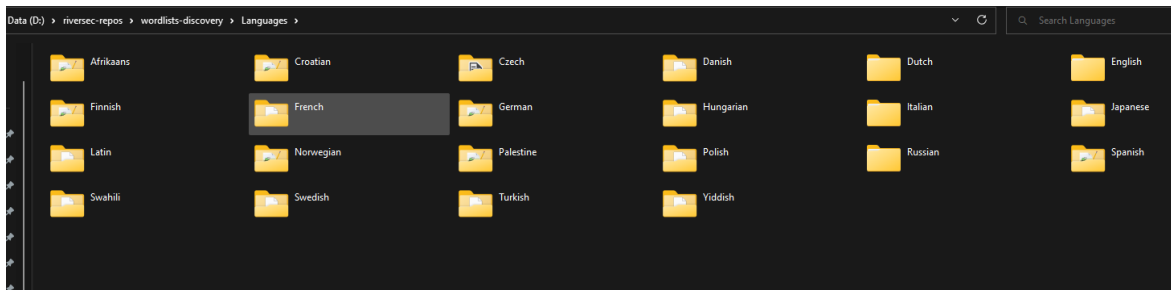 Data (D:) › riversec-repos › wordlists-discovery › Languages › Search Languages
Afrikaans Croatian Czech Danish Dutch English
Finnish French German Hungarian Italian Japanese
Latin Norwegian Palestine Polish Russian Spanish
Swahili Swedish Turkish Yiddish